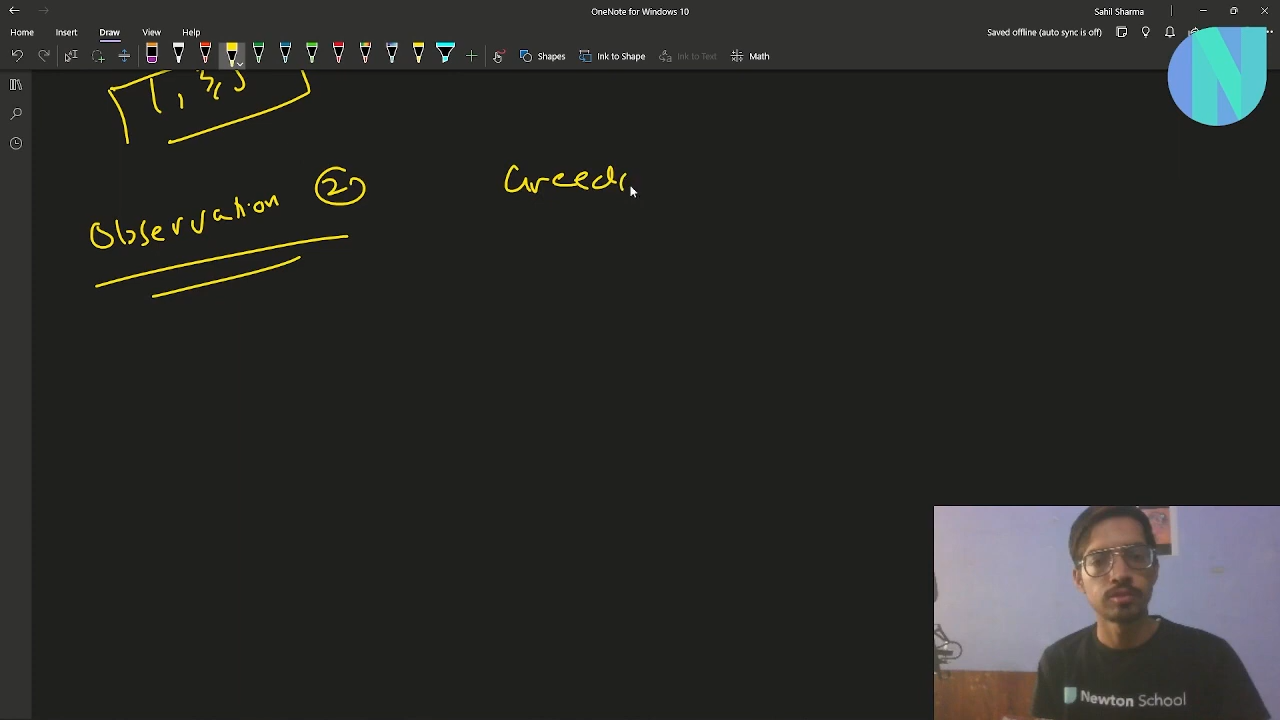 OneNote for Windows 10
Sahil Sharma
Home Insert Draw View Help
Saved offline (auto sync is off)
Shapes Ink to Shape Ink to Text Math
Observation 2
Greed
N
Newton School